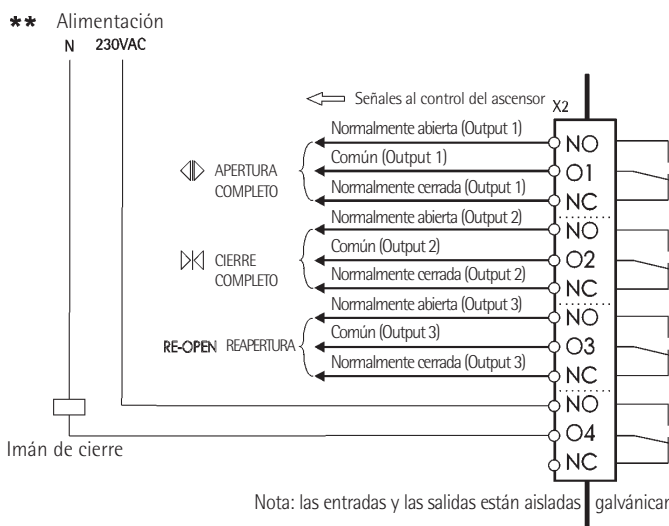 ** Alimentación
N 230VAC
Señales al control del ascensor X2
Normalmente abierta (Output 1) NO
Común (Output 1) O1
APERTURA
COMPLETO
Normalmente cerrada (Output 1) NC
Normalmente abierta (Output 2) NO
Común (Output 2) O2
CIERRE
COMPLETO
Normalmente cerrada (Output 2) NC
Normalmente abierta (Output 3) NO
Común (Output 3) O3
RE-OPEN REAPERTURA
Normalmente cerrada (Output 3) NC
NO
O4
Imán de cierre
NC
Nota: las entradas y las salidas están aisladas galvánicar